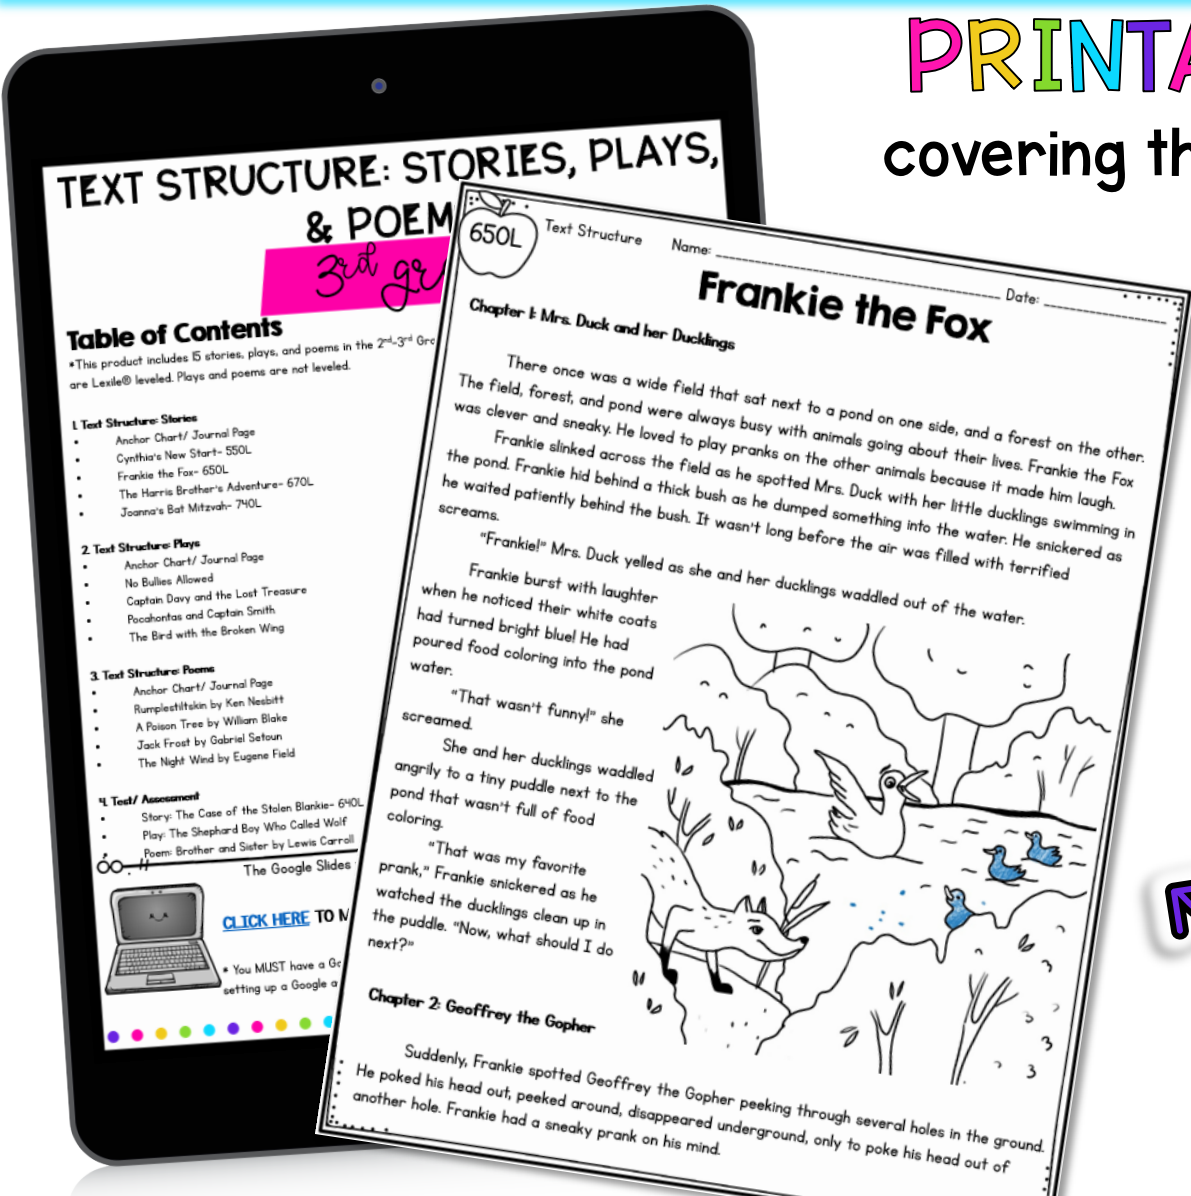 PRINTA
covering th
TEXT STRUCTURE: STORIES, PLAYS,
& POEM
3rd gr
Table of Contents
*This product includes 15 stories, plays, and poems in the 2nd-3rd Gra
are Lexile® leveled. Plays and poems are not leveled.
1. Text Structure: Stories
• Anchor Chart/ Journal Page
• Cynthia's New Start- 550L
• Frankie the Fox- 650L
• The Harris Brother's Adventure- 670L
• Joanna's Bat Mitzvah- 740L
2. Text Structure: Plays
• Anchor Chart/ Journal Page
• No Bullies Allowed
• Captain Davy and the Lost Treasure
• Pocahontas and Captain Smith
• The Bird with the Broken Wing
3. Text Structure: Poems
• Anchor Chart/ Journal Page
• Rumplestiltskin by Ken Nesbitt
• A Poison Tree by William Blake
• Jack Frost by Gabriel Setoun
• The Night Wind by Eugene Field
4. Test/ Assessment
• Story: The Case of the Stolen Blankie- 640L
• Play: The Shephard Boy Who Called Wolf
• Poem: Brother and Sister by Lewis Carroll
The Google Slides
CLICK HERE TO M
* You MUST have a Go
setting up a Google a
650L
Text Structure Name: Date:
Frankie the Fox
Chapter 1: Mrs. Duck and her Ducklings
There once was a wide field that sat next to a pond on one side, and a forest on the other.
The field, forest, and pond were always busy with animals going about their lives. Frankie the Fox
was clever and sneaky. He loved to play pranks on the other animals because it made him laugh.
Frankie slinked across the field as he spotted Mrs. Duck with her little ducklings swimming in
the pond. Frankie hid behind a thick bush as he dumped something into the water. He snickered as
he waited patiently behind the bush. It wasn't long before the air was filled with terrified
screams.
"Frankie!" Mrs. Duck yelled as she and her ducklings waddled out of the water.
Frankie burst with laughter
when he noticed their white coats
had turned bright blue! He had
poured food coloring into the pond
water.
"That wasn't funny!" she
screamed.
She and her ducklings waddled
angrily to a tiny puddle next to the
pond that wasn't full of food
coloring.
"That was my favorite
prank," Frankie snickered as he
watched the ducklings clean up in
the puddle. "Now, what should I do
next?"
Chapter 2: Geoffrey the Gopher
Suddenly, Frankie spotted Geoffrey the Gopher peeking through several holes in the ground.
He poked his head out, peeked around, disappeared underground, only to poke his head out of
another hole. Frankie had a sneaky prank on his mind.